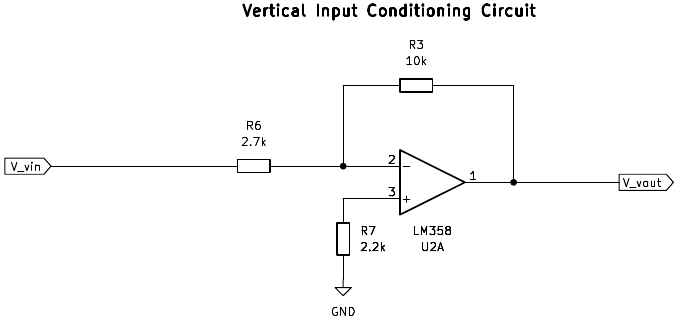 Vertical Input Conditioning Circuit
R3
10k
R6
2.7k
V_vin
2
-
3
+
1
V_vout
R7
2.2k
LM358
U2A
GND